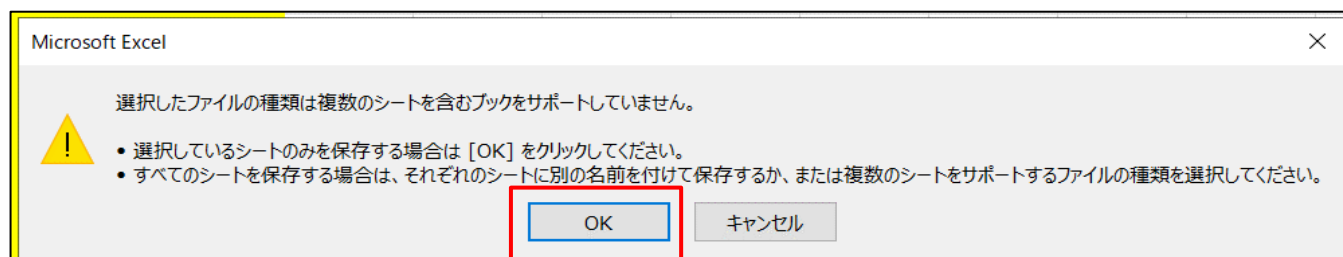 Microsoft Excel
選択したファイルの種類は複数のシートを含むブックをサポートしていません。
• 選択しているシートのみを保存する場合は [OK] をクリックしてください。
• すべてのシートを保存する場合は、それぞれのシートに別の名前を付けて保存するか、または複数のシートをサポートするファイルの種類を選択してください。
OK キャンセル